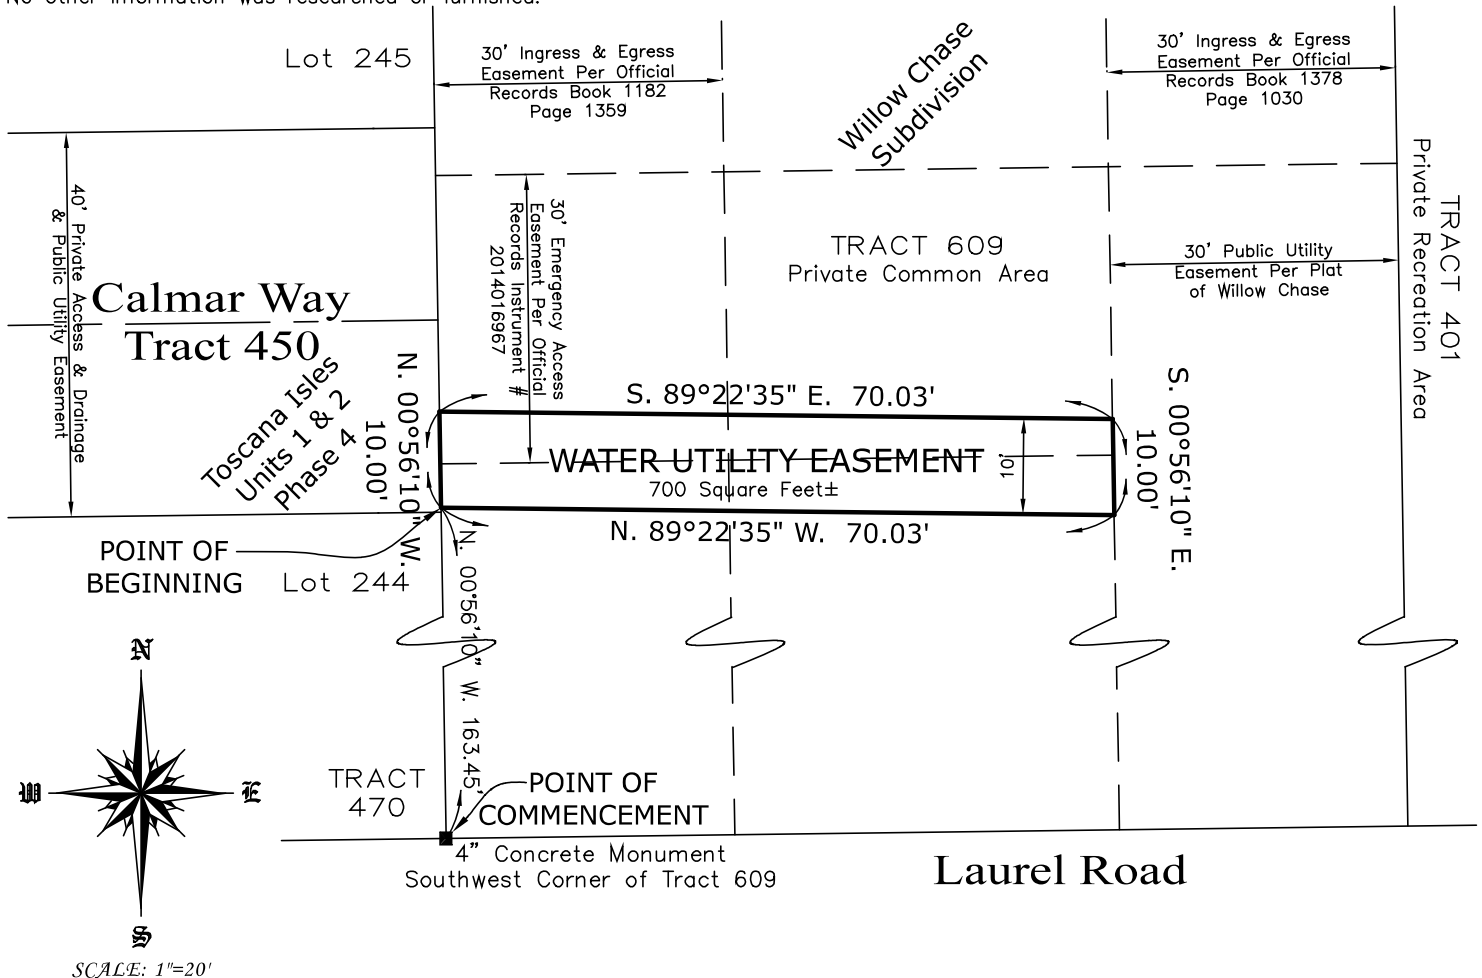 No other information was researched or furnished.
Lot 245
30' Ingress & Egress
Easement Per Official
Records Book 1182
Page 1359
Willow Chase
Subdivision
30' Ingress & Egress
Easement Per Official
Records Book 1378
Page 1030
TRACT 401
Private Recreation Area
40' Private Access & Drainage
& Public Utility Easement
Calmar Way
Tract 450
Toscana Isles
Units 1 & 2
Phase 4
30' Emergency Access
Easement Per Official
Records Instrument #
2014016967
TRACT 609
Private Common Area
30' Public Utility
Easement Per Plat
of Willow Chase
N. 00°56'10" W.
10.00'
S. 89°22'35" E. 70.03'
WATER UTILITY EASEMENT
700 Square Feet±
10'
N. 89°22'35" W. 70.03'
S. 00°56'10" E.
10.00'
POINT OF
BEGINNING
Lot 244
N. 00°56'10" W. 163.45'
N
W
E
S
SCALE: 1"=20'
TRACT
470
POINT OF
COMMENCEMENT
4" Concrete Monument
Southwest Corner of Tract 609
Laurel Road